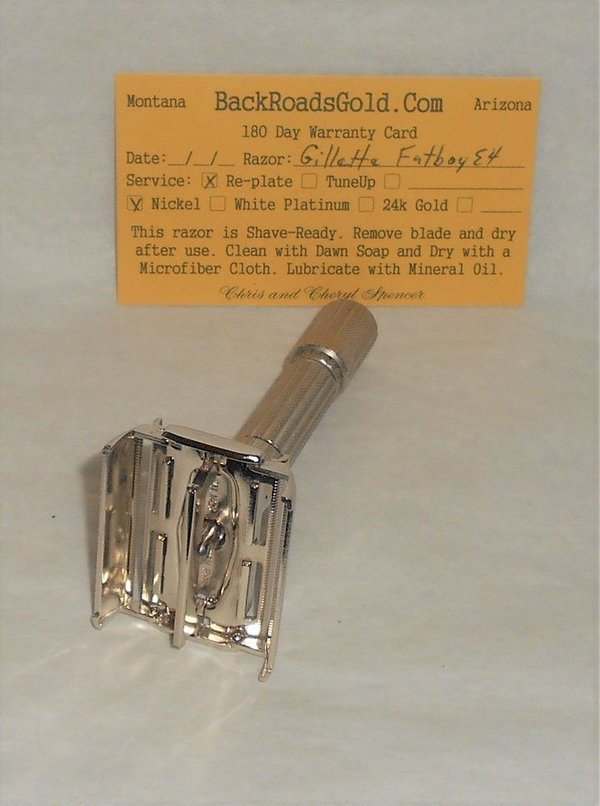 Montana BackRoadsGold.Com Arizona
180 Day Warranty Card
Date: _/_/_ Razor: Gillette Fatboy E4
Service: ☒ Re-plate ☐ TuneUp ☐ ________
☒ Nickel ☐ White Platinum ☐ 24k Gold ☐ ____
This razor is Shave-Ready. Remove blade and dry
after use. Clean with Dawn Soap and Dry with a
Microfiber Cloth. Lubricate with Mineral Oil.
Chris and Cheryl Spencer